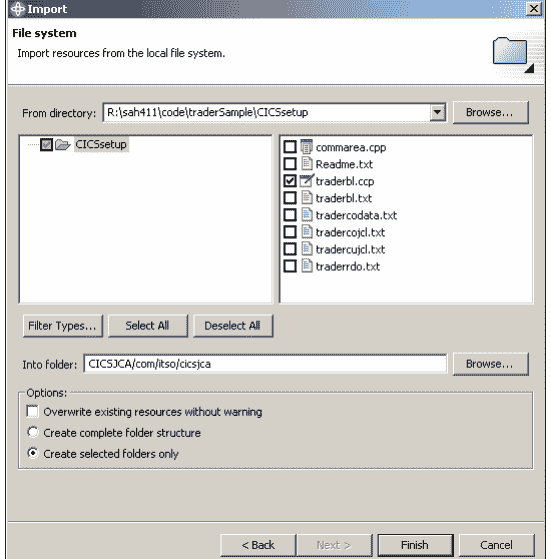 Import
File system
Import resources from the local file system.
From directory: R:\sah411\code\traderSample\CICSsetup Browse...
CICSsetup
commarea.cpp
Readme.txt
traderbl.ccp
traderbl.txt
tradercodata.txt
tradercojcl.txt
tradercujcl.txt
traderrdo.txt
Filter Types... Select All Deselect All
Into folder: CICSJCA/com/itso/cicsjca Browse...
Options:
Overwrite existing resources without warning
Create complete folder structure
Create selected folders only
< Back Next > Finish Cancel